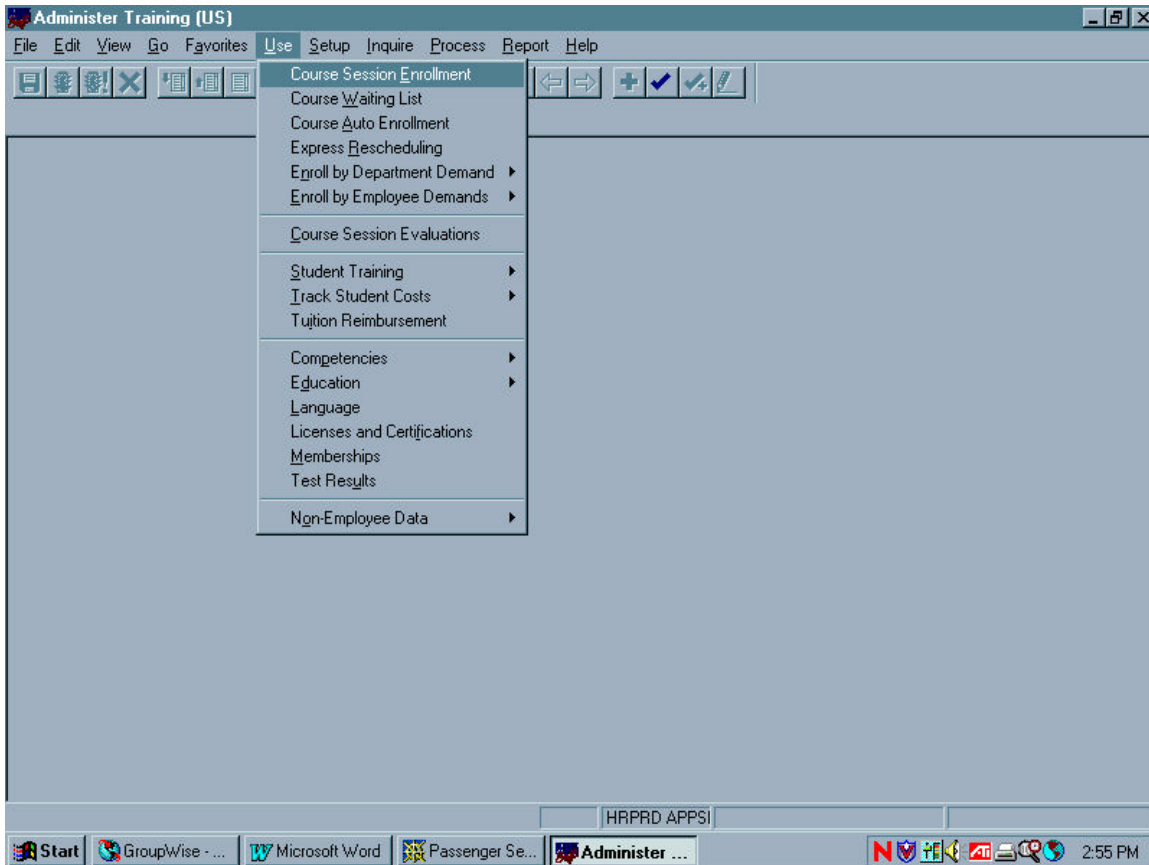 Administer Training (US)
File Edit View Go Favorites Use Setup Inquire Process Report Help
Course Session Enrollment
Course Waiting List
Course Auto Enrollment
Express Rescheduling
Enroll by Department Demand
Enroll by Employee Demands
Course Session Evaluations
Student Training
Track Student Costs
Tuition Reimbursement
Competencies
Education
Language
Licenses and Certifications
Memberships
Test Results
Non-Employee Data
HRPRD APPSI
Start GroupWise - ... Microsoft Word Passenger Se... Administer ... N ATI 2:55 PM